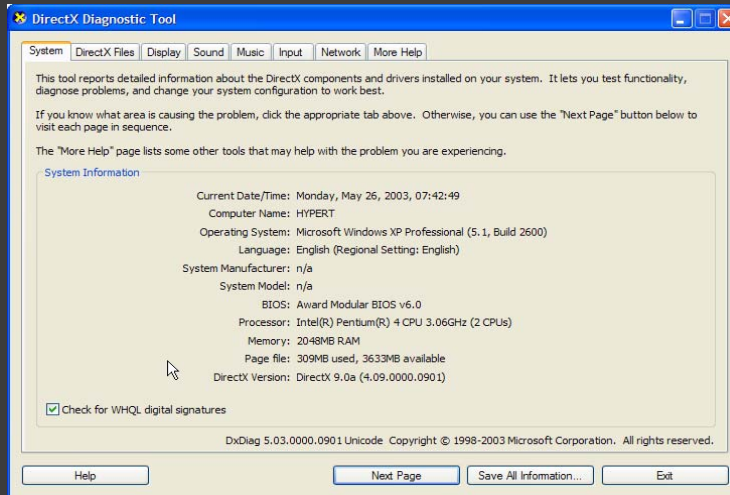 DirectX Diagnostic Tool
System DirectX Files Display Sound Music Input Network More Help
This tool reports detailed information about the DirectX components and drivers installed on your system. It lets you test functionality,
diagnose problems, and change your system configuration to work best.
If you know what area is causing the problem, click the appropriate tab above. Otherwise, you can use the "Next Page" button below to
visit each page in sequence.
The "More Help" page lists some other tools that may help with the problem you are experiencing.
System Information
Current Date/Time: Monday, May 26, 2003, 07:42:49
Computer Name: HYPERT
Operating System: Microsoft Windows XP Professional (5.1, Build 2600)
Language: English (Regional Setting: English)
System Manufacturer: n/a
System Model: n/a
BIOS: Award Modular BIOS v6.0
Processor: Intel(R) Pentium(R) 4 CPU 3.06GHz (2 CPUs)
Memory: 2048MB RAM
Page file: 309MB used, 3633MB available
DirectX Version: DirectX 9.0a (4.09.0000.0901)
Check for WHQL digital signatures
DxDiag 5.03.0000.0901 Unicode Copyright © 1998-2003 Microsoft Corporation. All rights reserved.
Help Next Page Save All Information... Exit